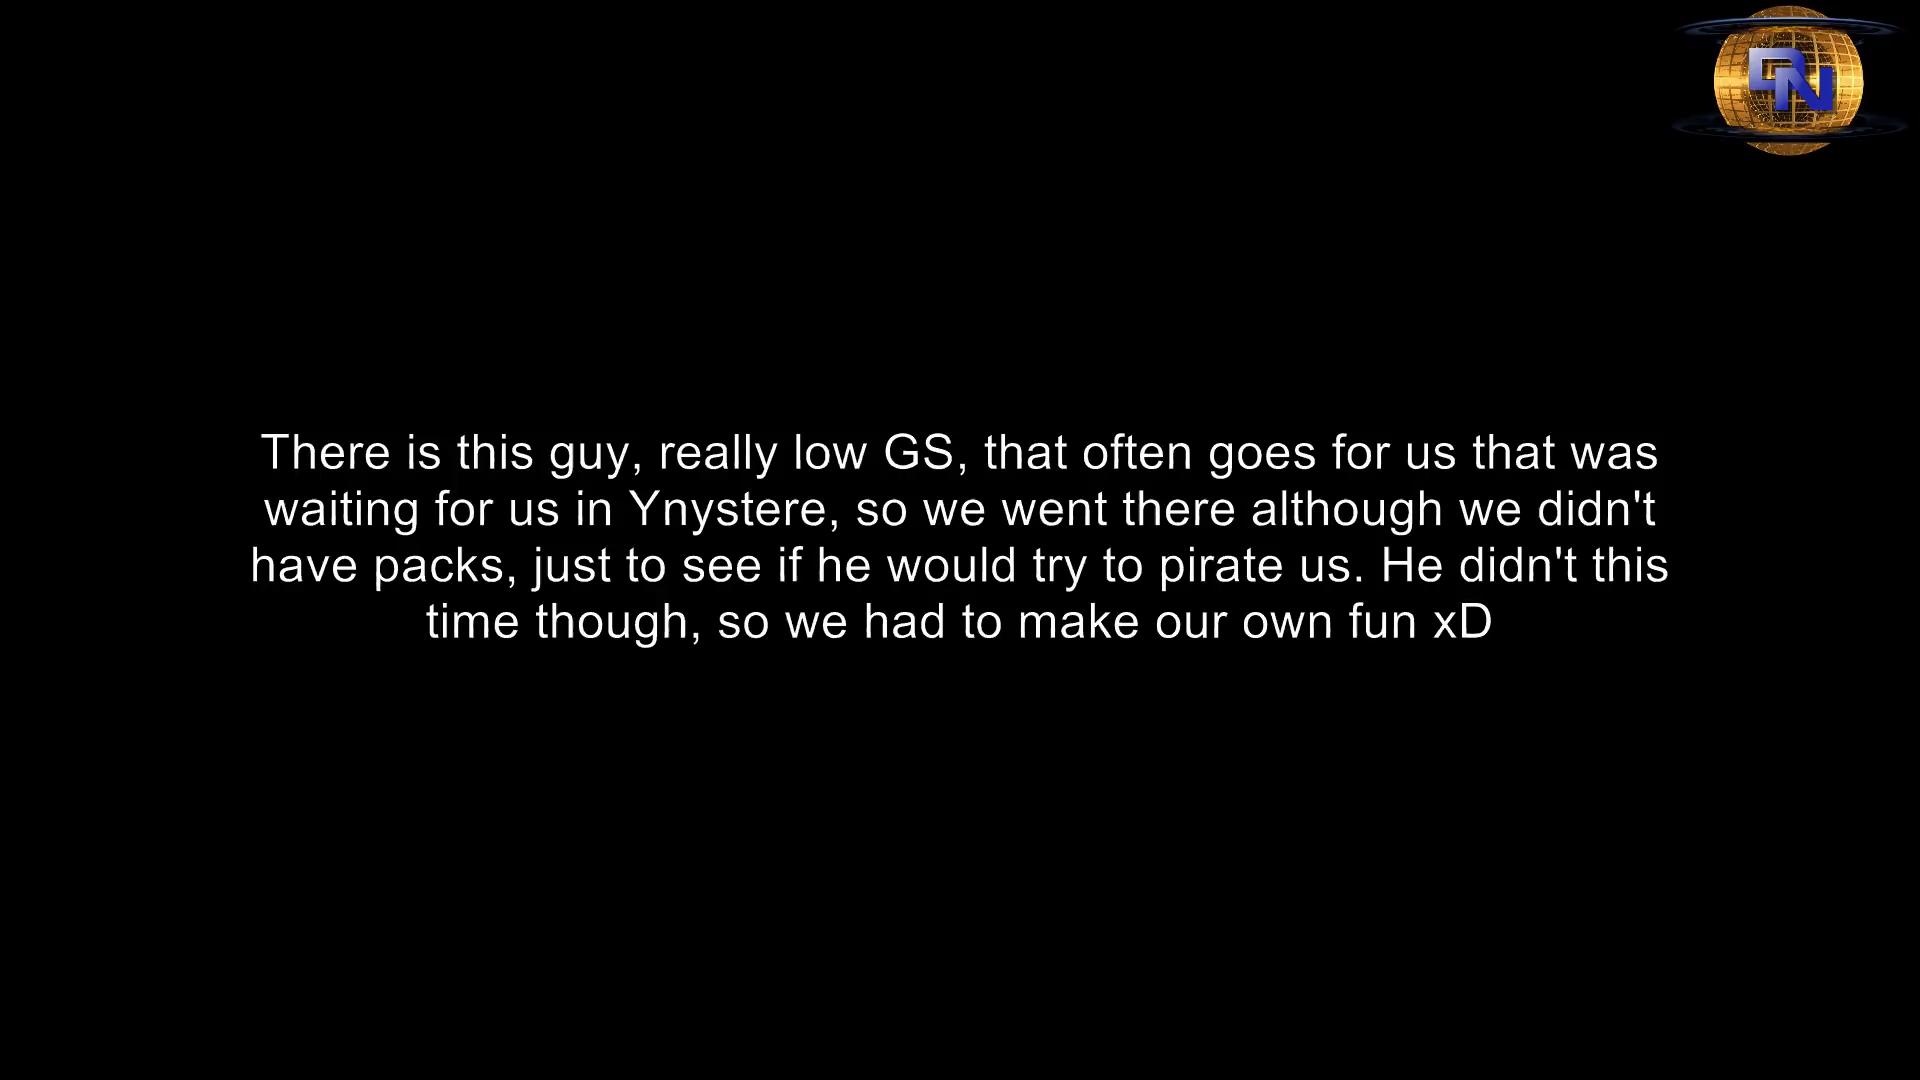 DN
There is this guy, really low GS, that often goes for us that was
waiting for us in Ynystere, so we went there although we didn't
have packs, just to see if he would try to pirate us. He didn't this
time though, so we had to make our own fun xD